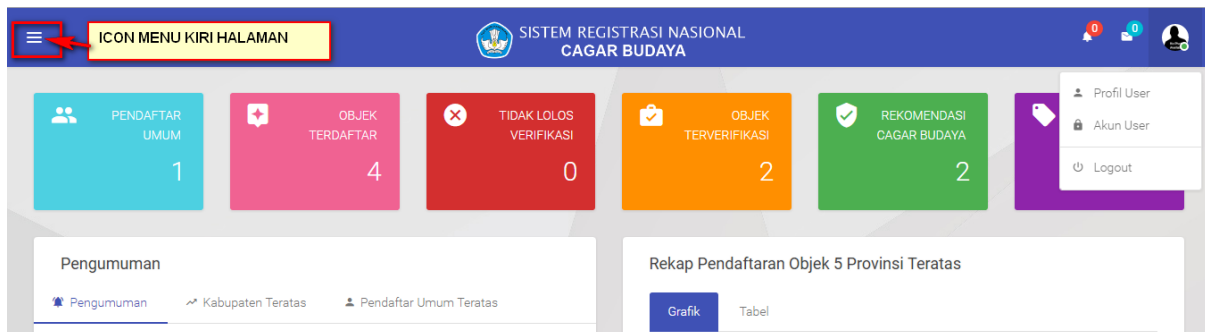 ICON MENU KIRI HALAMAN
SISTEM REGISTRASI NASIONAL
CAGAR BUDAYA
0
0
PENDAFTAR
UMUM
1
OBJEK
TERDAFTAR
4
TIDAK LOLOS
VERIFIKASI
0
OBJEK
TERVERIFIKASI
2
REKOMENDASI
CAGAR BUDAYA
2
Profil User
Akun User
Logout
Pengumuman
Pengumuman
Kabupaten Teratas
Pendaftar Umum Teratas
Rekap Pendaftaran Objek 5 Provinsi Teratas
Grafik
Tabel